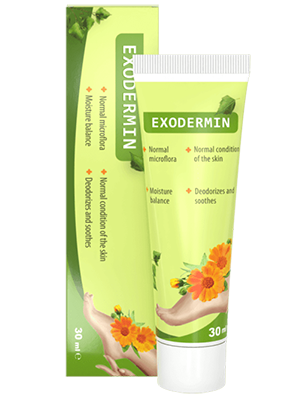 EXODERMIN
Normal microflora
Moisture balance
Normal condition of the skin
Deodorizes and soothes
30 ml e
EXODERMIN
Normal
microflora
Normal condition
of the skin
Moisture
balance
Deodorizes and
soothes
30 ml